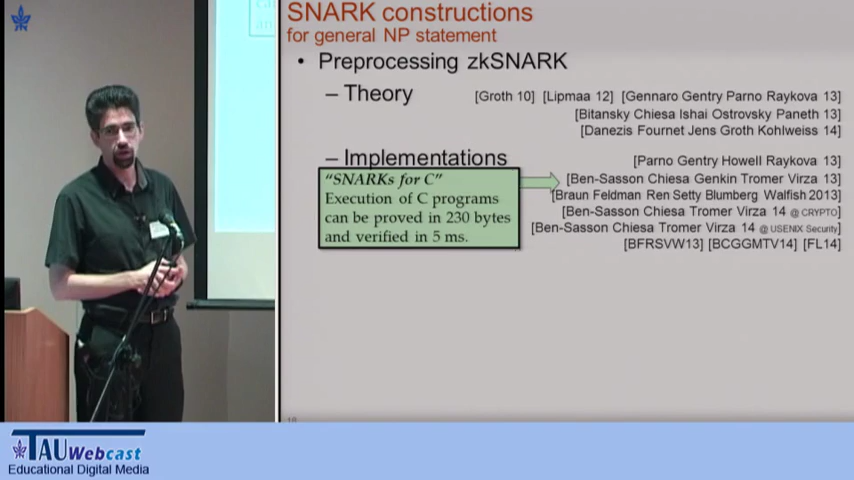 SNARK constructions
for general NP statement
• Preprocessing zkSNARK
– Theory [Groth 10] [Lipmaa 12] [Gennaro Gentry Parno Raykova 13]
[Bitansky Chiesa Ishai Ostrovsky Paneth 13]
[Danezis Fournet Jens Groth Kohlweiss 14]
– Implementations [Parno Gentry Howell Raykova 13]
"SNARKs for C" [Ben-Sasson Chiesa Genkin Tromer Virza 13]
Execution of C programs [Braun Feldman Ren Setty Blumberg Walfish 2013]
can be proved in 230 bytes [Ben-Sasson Chiesa Tromer Virza 14 @ CRYPTO]
and verified in 5 ms. [Ben-Sasson Chiesa Tromer Virza 14 @ USENIX Security]
[BFRSVW13] [BCGGMTV14] [FL14]
TAU Webcast
Educational Digital Media